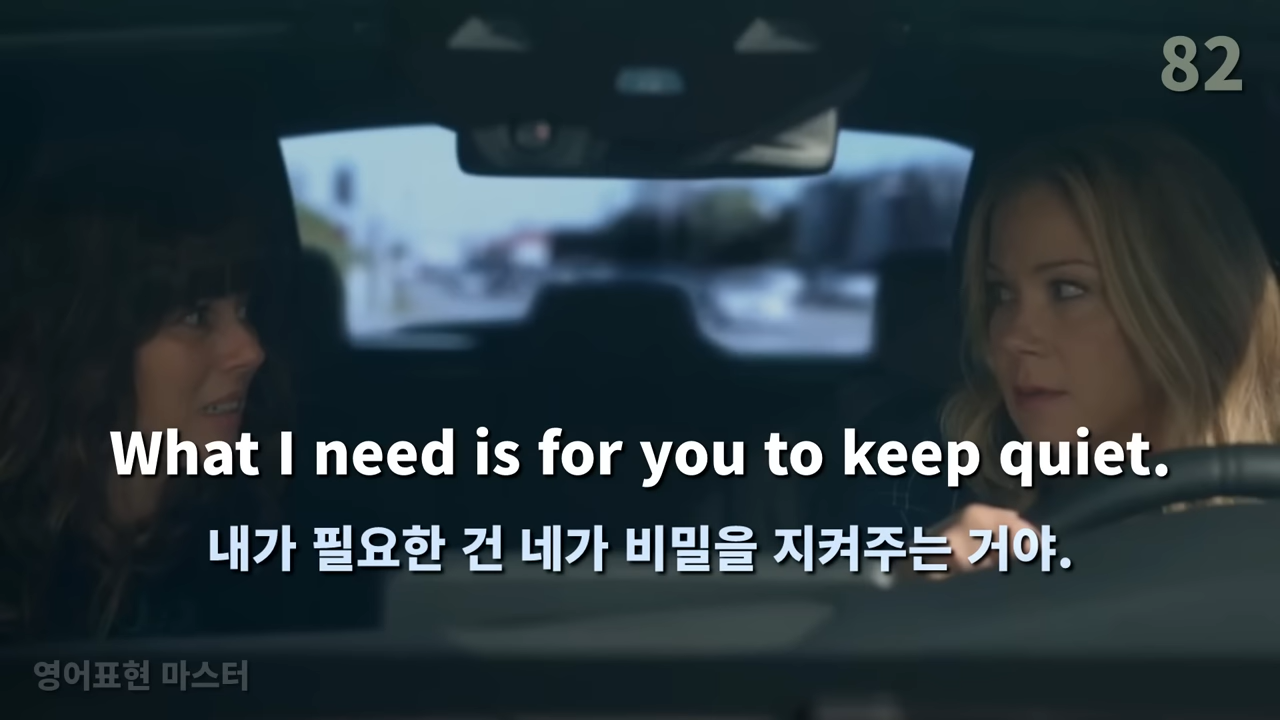 82
What I need is for you to keep quiet.
내가 필요한 건 네가 비밀을 지켜주는 거야.
영어표현 마스터